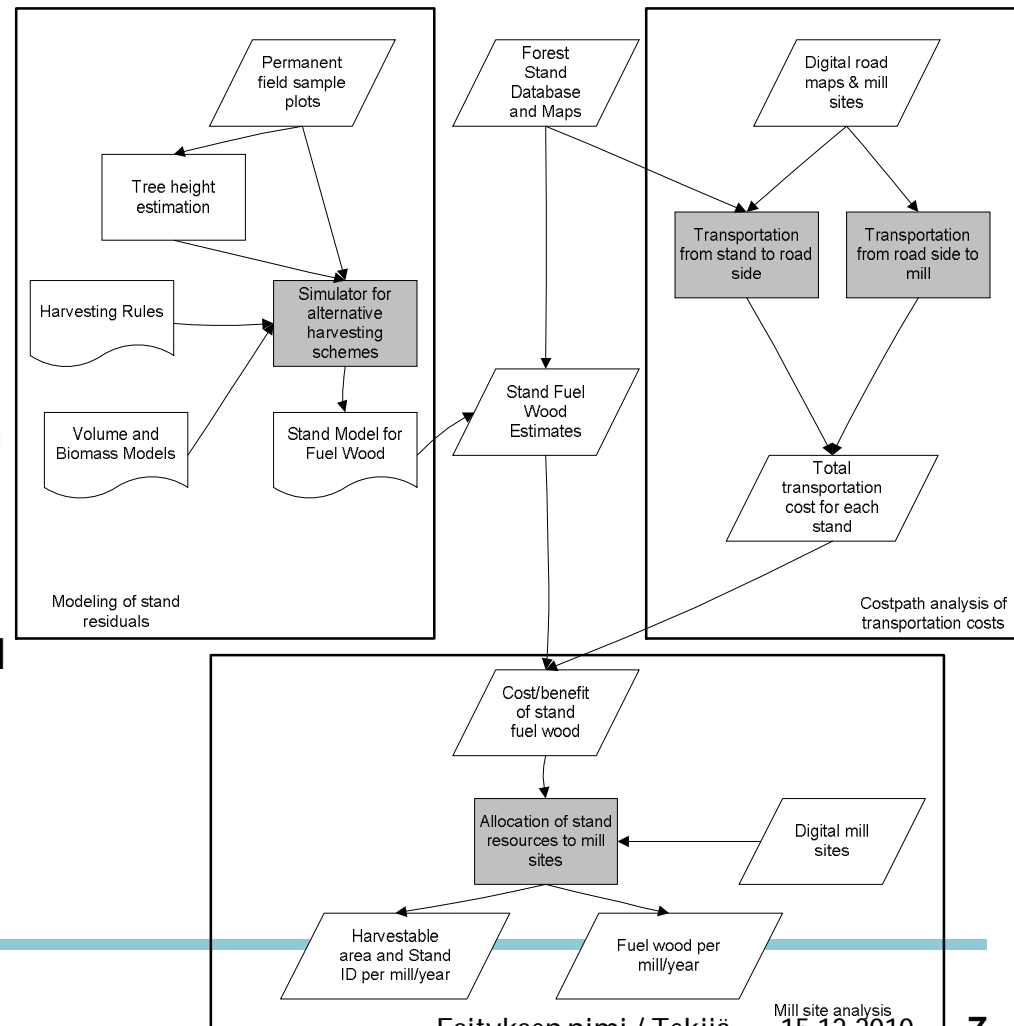 Permanent
field sample
plots
Forest
Stand
Database
and Maps
Digital road
maps & mill
sites
Tree height
estimation
Transportation
from stand to road
side
Transportation
from road side to
mill
Harvesting Rules
Simulator for
alternative
harvesting
schemes
Volume and
Biomass Models
Stand Model for
Fuel Wood
Stand Fuel
Wood
Estimates
Total
transportation
cost for each
stand
Modeling of stand
residuals
Costpath analysis of
transportation costs
Cost/benefit
of stand
fuel wood
Allocation of stand
resources to mill
sites
Digital mill
sites
Harvestable
area and Stand
ID per mill/year
Fuel wood per
mill/year
Mill site analysis
Esityksen nimi / Tekijä 15.12.2010 7